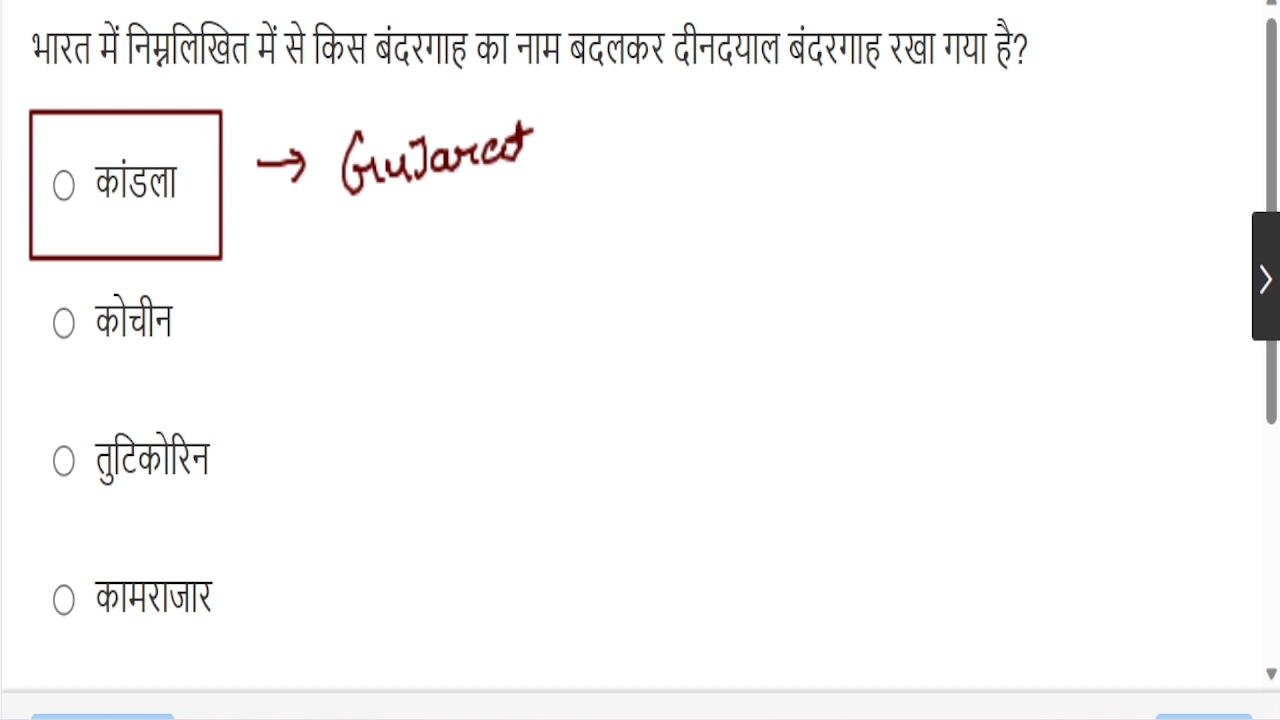 भारत में निम्नलिखित में से किस बंदरगाह का नाम बदलकर दीनदयाल बंदरगाह रखा गया है?
कांडला → Gujarat
कोचीन
तुटिकोरिन
कामराजार